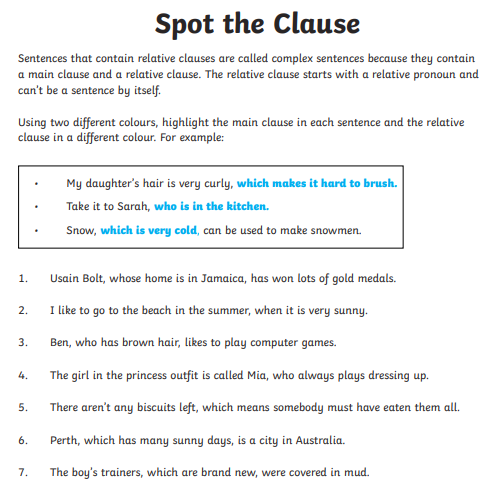 Spot the Clause
Sentences that contain relative clauses are called complex sentences because they contain
a main clause and a relative clause. The relative clause starts with a relative pronoun and
can't be a sentence by itself.
Using two different colours, highlight the main clause in each sentence and the relative
clause in a different colour. For example:
• My daughter's hair is very curly, which makes it hard to brush.
• Take it to Sarah, who is in the kitchen.
• Snow, which is very cold, can be used to make snowmen.
1. Usain Bolt, whose home is in Jamaica, has won lots of gold medals.
2. I like to go to the beach in the summer, when it is very sunny.
3. Ben, who has brown hair, likes to play computer games.
4. The girl in the princess outfit is called Mia, who always plays dressing up.
5. There aren't any biscuits left, which means somebody must have eaten them all.
6. Perth, which has many sunny days, is a city in Australia.
7. The boy's trainers, which are brand new, were covered in mud.